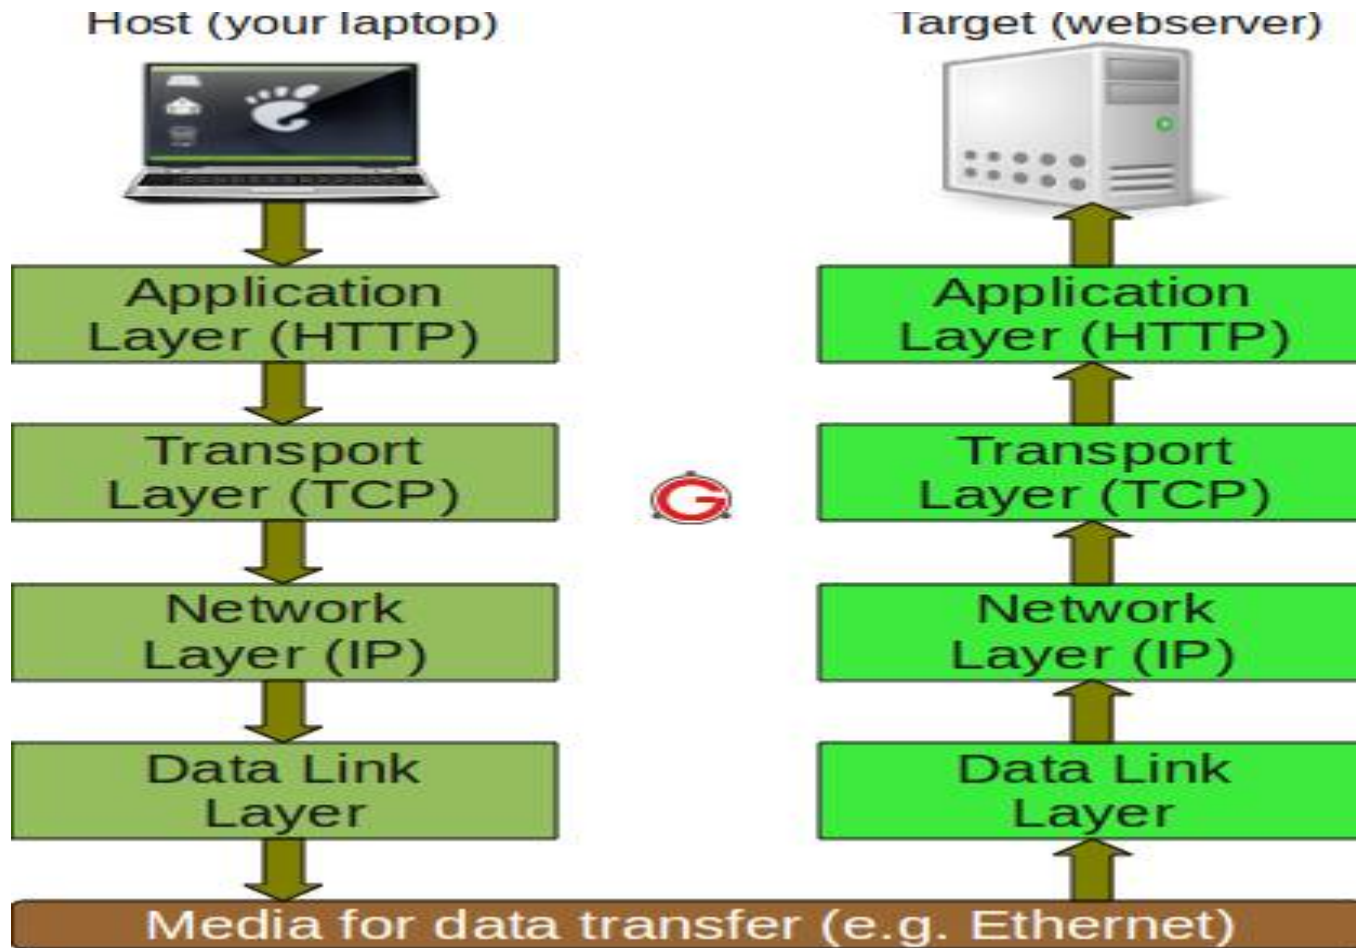 Host (your laptop)
Target (webserver)
Application
Layer (HTTP)
Transport
Layer (TCP)
Network
Layer (IP)
Data Link
Layer
Application
Layer (HTTP)
Transport
Layer (TCP)
Network
Layer (IP)
Data Link
Layer
G
Media for data transfer (e.g. Ethernet)